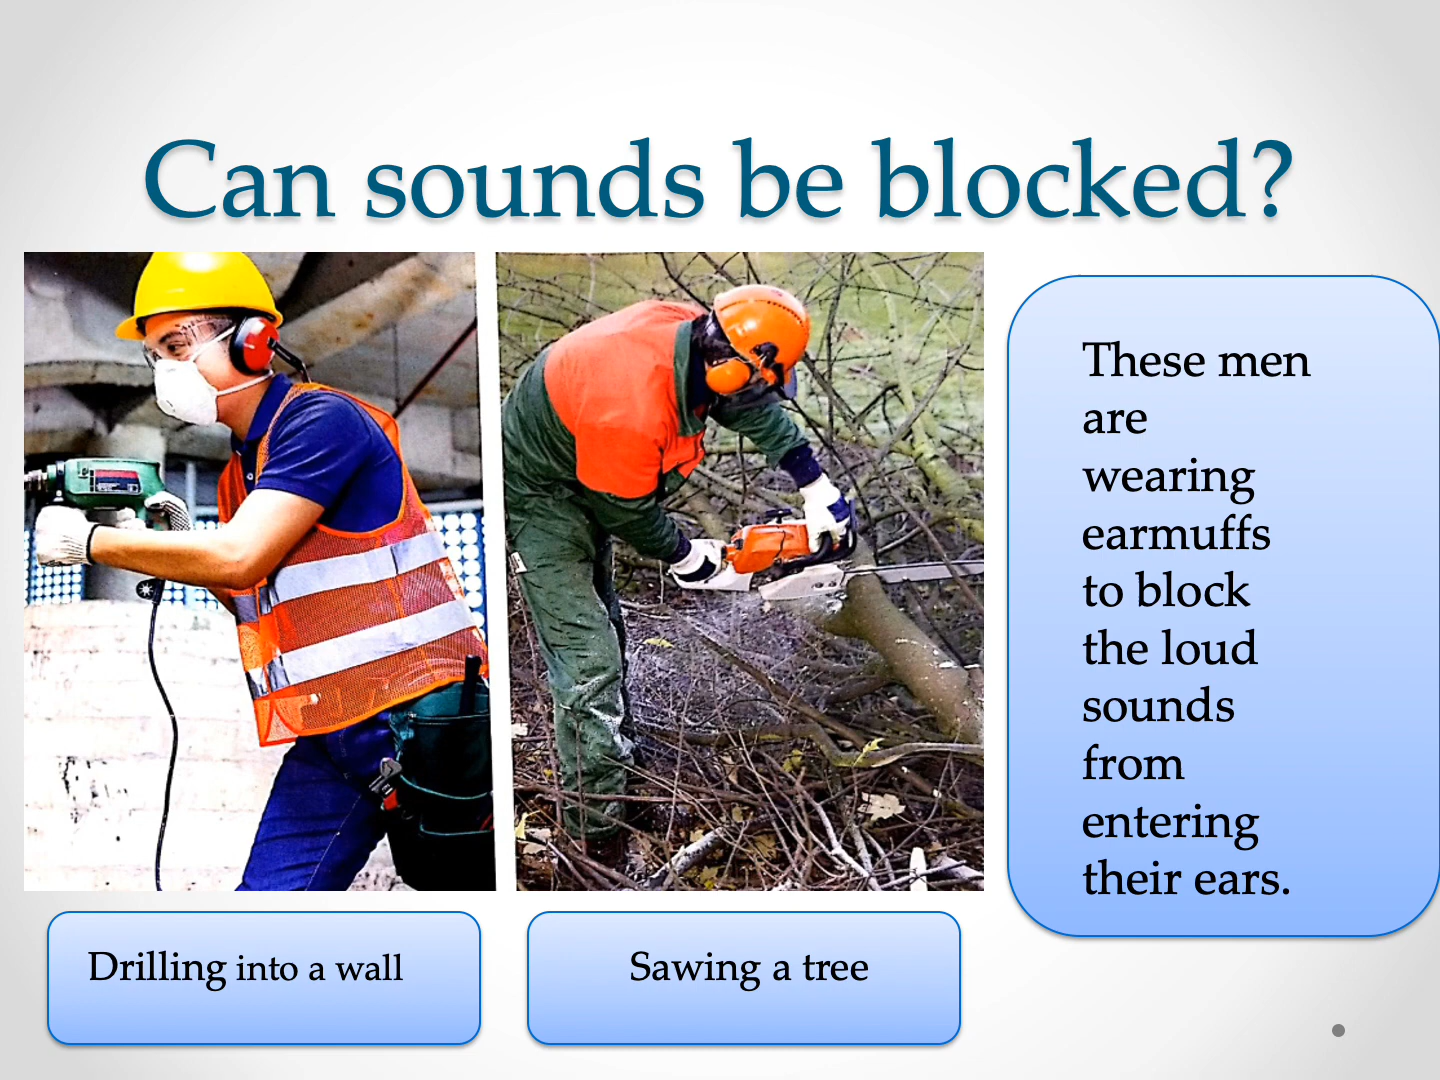 Can sounds be blocked?
These men
are
wearing
earmuffs
to block
the loud
sounds
from
entering
their ears.
Drilling into a wall
Sawing a tree